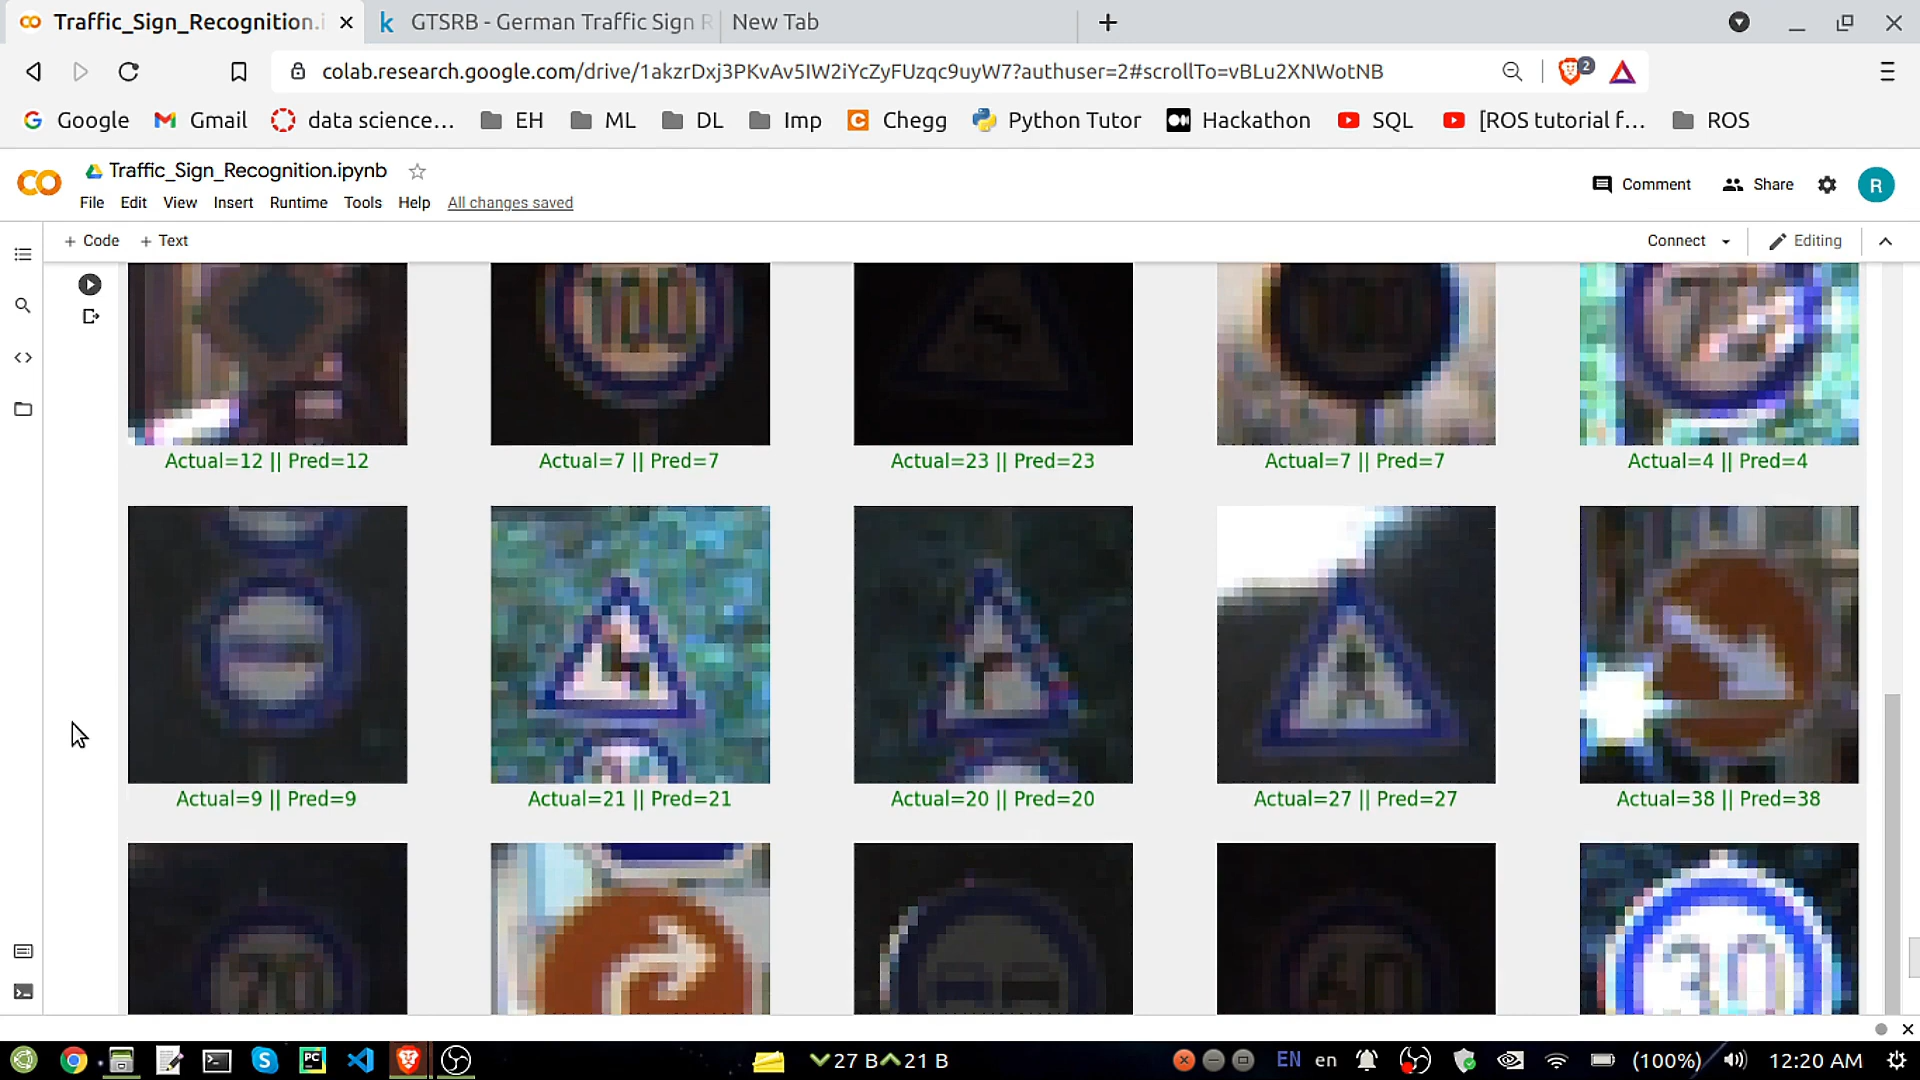 Traffic_Sign_Recognition.i
GTSRB - German Traffic Sign R
New Tab
colab.research.google.com/drive/1akzrDxj3PKvAv5IW2iYcZyFUzqc9uyW7?authuser=2#scrollTo=vBLu2XNWotNB
2
Google
Gmail
data science...
EH
ML
DL
Imp
Chegg
Python Tutor
Hackathon
SQL
[ROS tutorial f...
ROS
Traffic_Sign_Recognition.ipynb
Comment
Share
R
File
Edit
View
Insert
Runtime
Tools
Help
All changes saved
+ Code
+ Text
Connect
Editing
100
Actual=12 || Pred=12
Actual=7 || Pred=7
Actual=23 || Pred=23
Actual=7 || Pred=7
Actual=4 || Pred=4
Actual=9 || Pred=9
Actual=21 || Pred=21
Actual=20 || Pred=20
Actual=27 || Pred=27
Actual=38 || Pred=38
30
27 B 21 B
EN
en
(100%)
12:20 AM